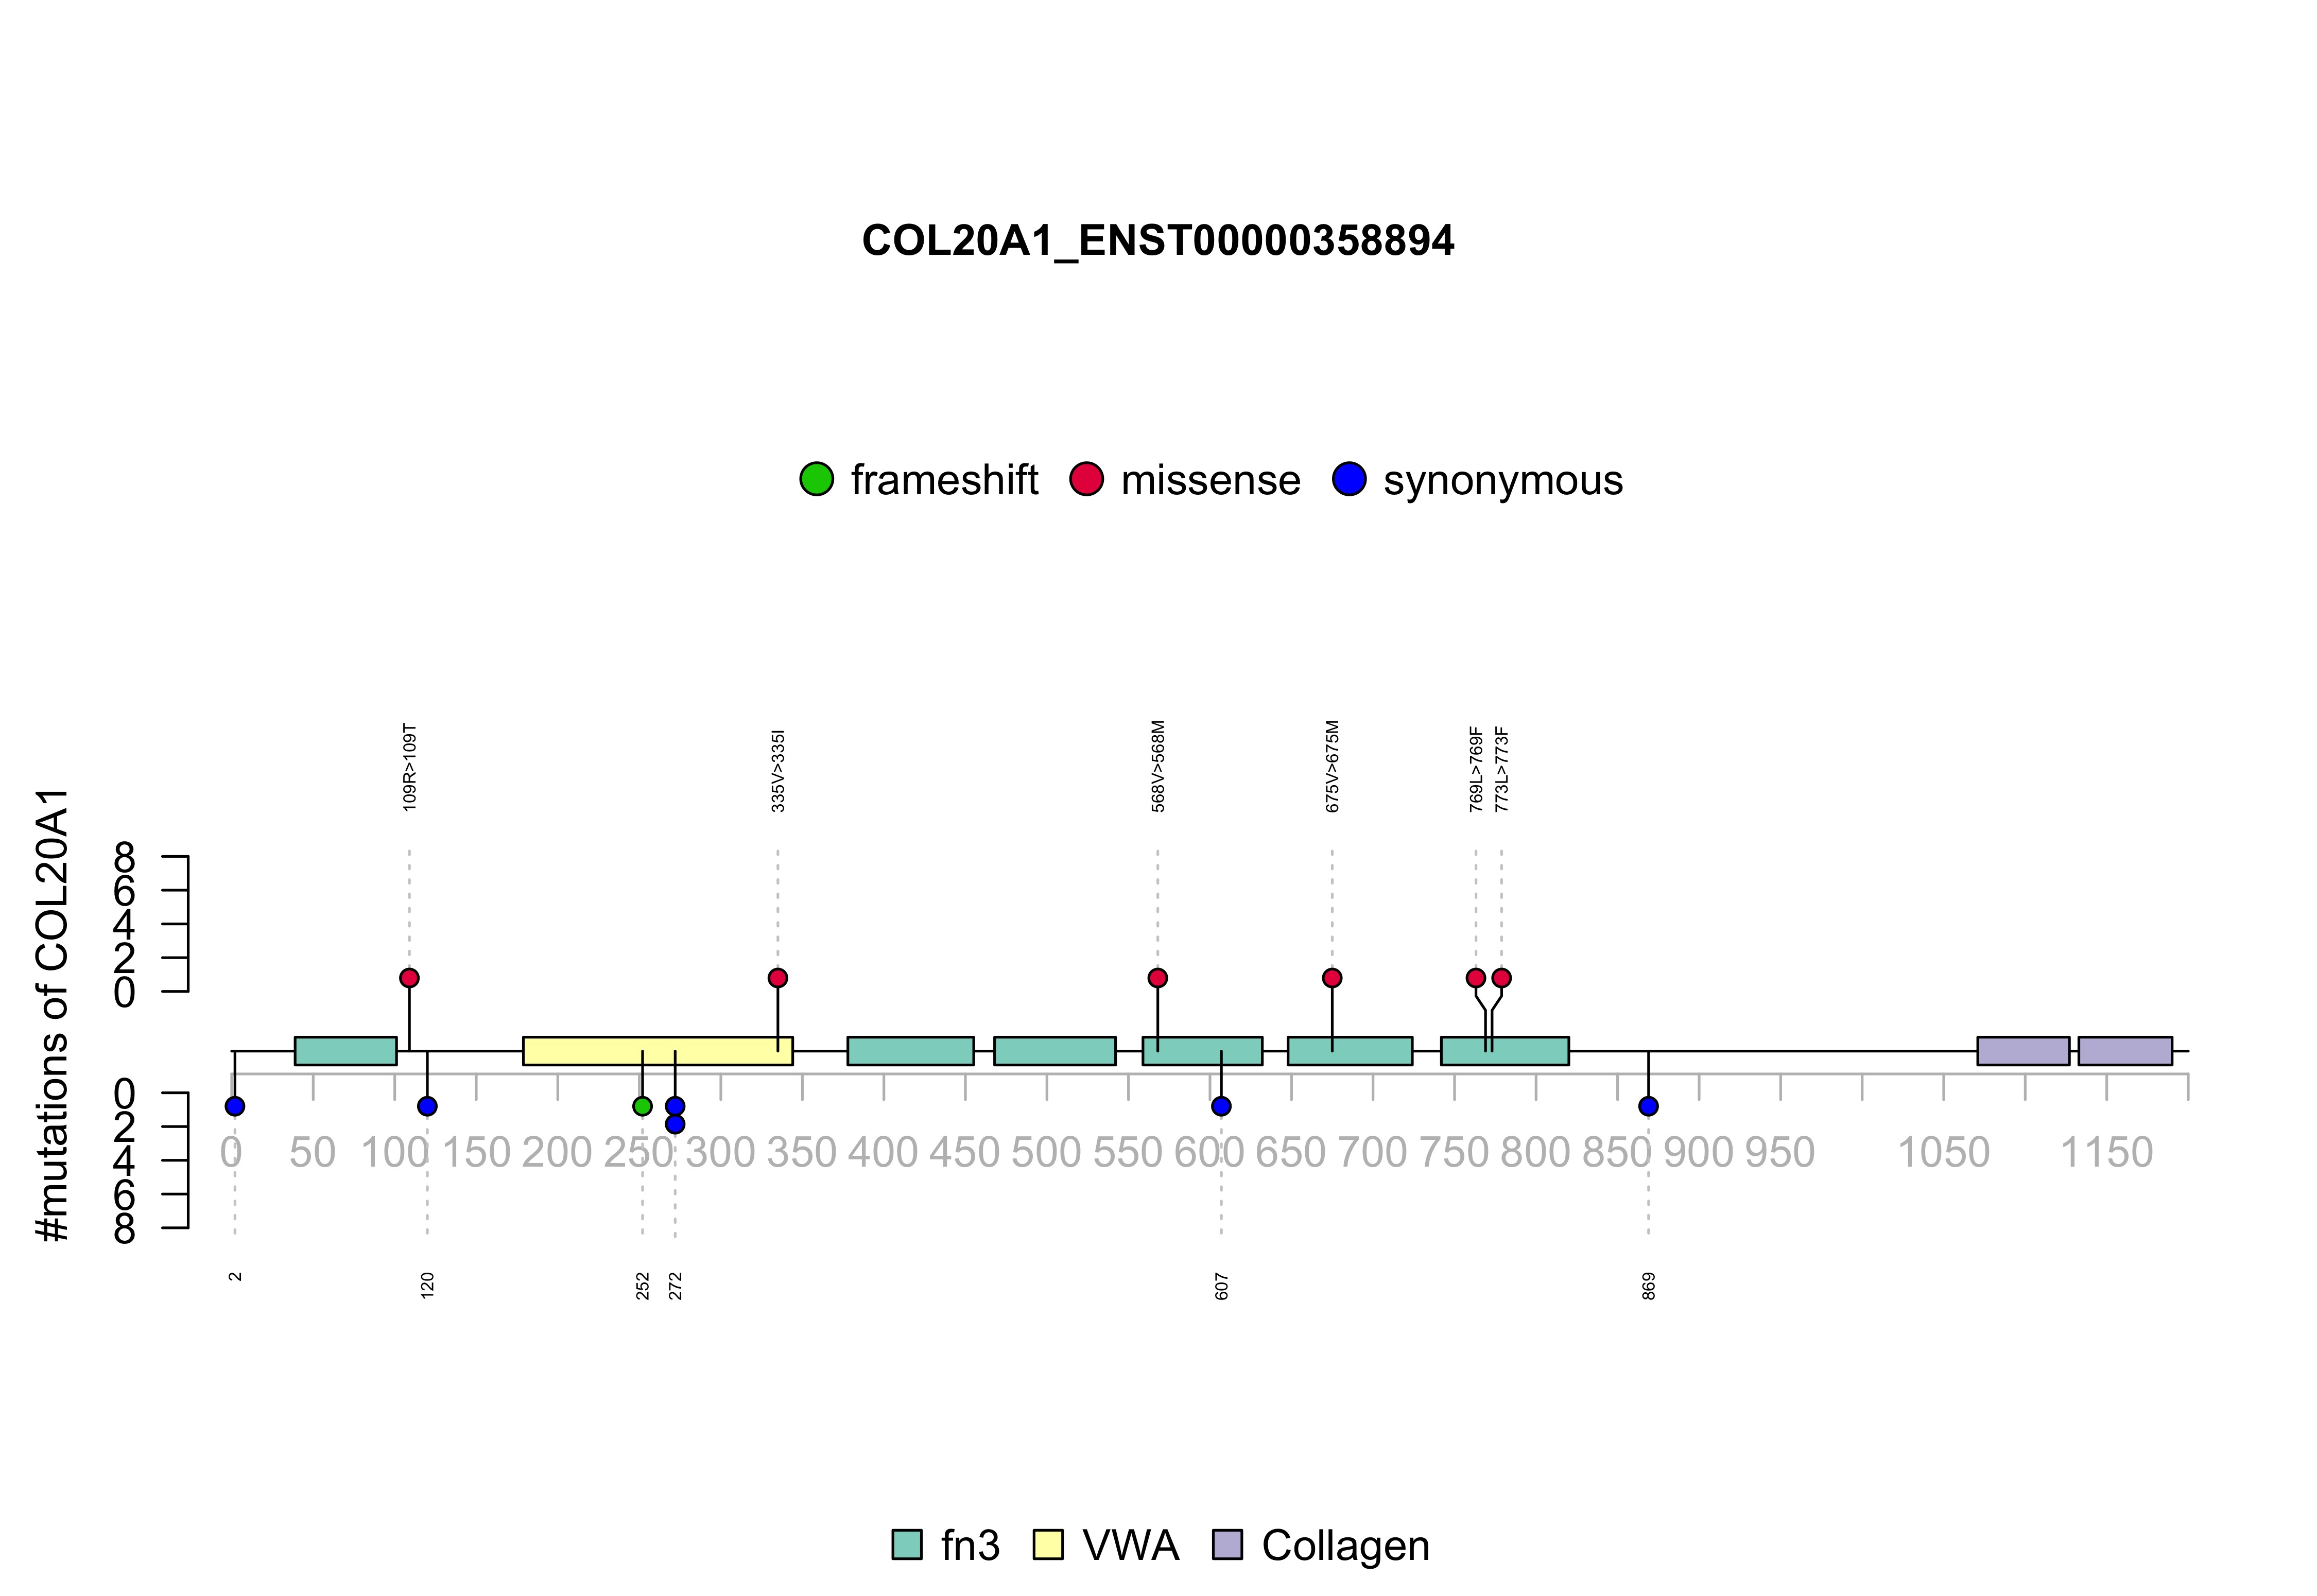 COL20A1_ENST00000358894
frameshift missense synonymous
109R>109T 335V>335I 568V>568M 675V>675M 769L>769F 773L>773F
#mutations of COL20A1
8
6
4
2
0
0
2
4
6
8
0 50 100 150 200 250 300 350 400 450 500 550 600 650 700 750 800 850 900 950 1050 1150
2 120 252 272 607 869
fn3 VWA Collagen